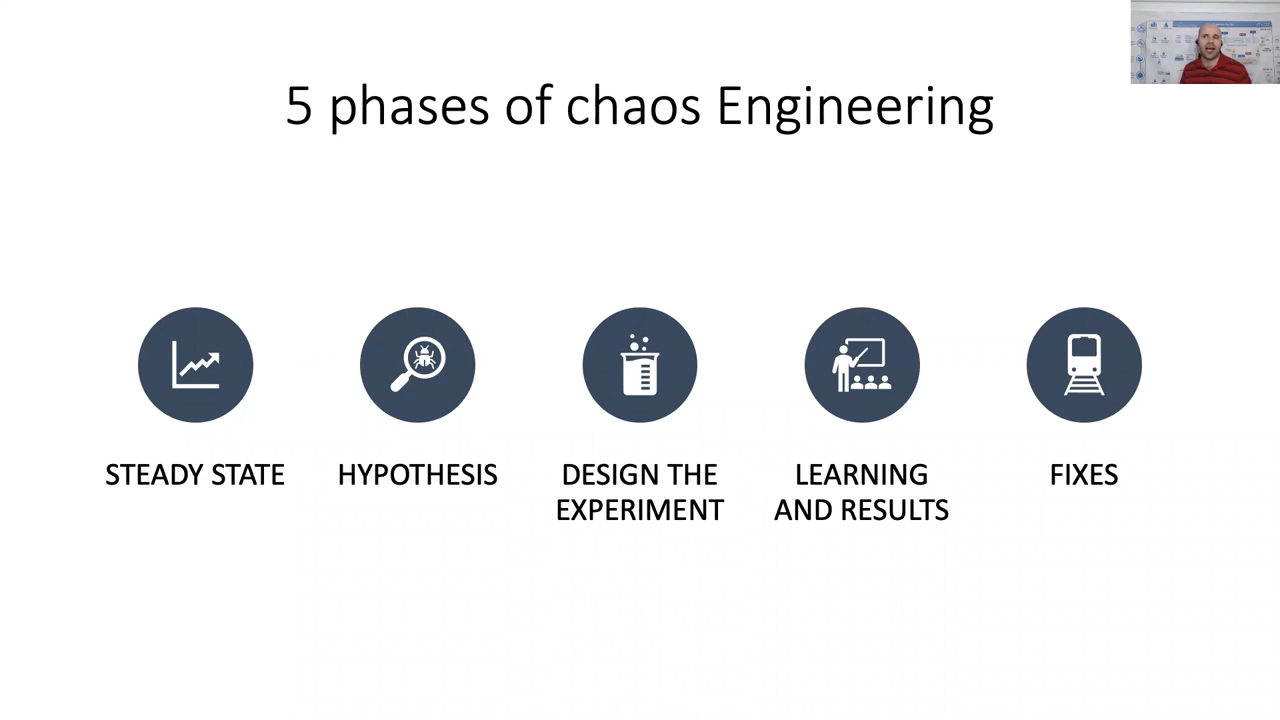 5 phases of chaos Engineering
STEADY STATE
HYPOTHESIS
DESIGN THE
EXPERIMENT
LEARNING
AND RESULTS
FIXES